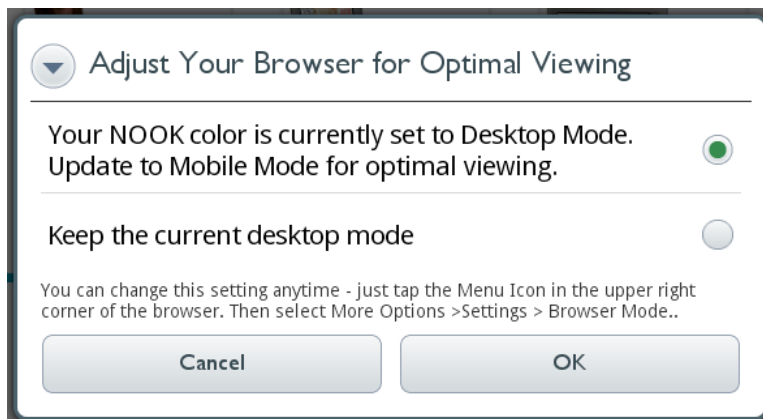 Adjust Your Browser for Optimal Viewing
Your NOOK color is currently set to Desktop Mode.
Update to Mobile Mode for optimal viewing.
Keep the current desktop mode
You can change this setting anytime - just tap the Menu Icon in the upper right
corner of the browser. Then select More Options >Settings > Browser Mode..
Cancel
OK